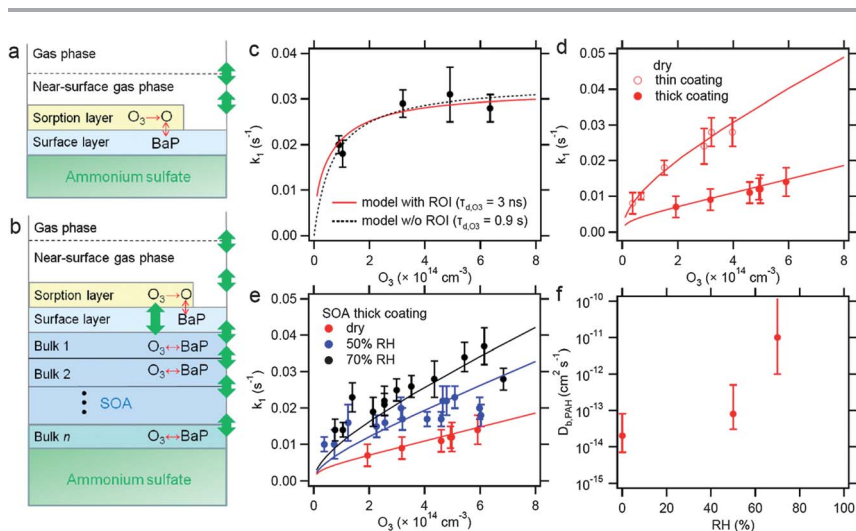 a
Gas phase
Near-surface gas phase
Sorption layer O₃→O
Surface layer BaP
Ammonium sulfate
b
Gas phase
Near-surface gas phase
Sorption layer O₃→O
Surface layer BaP
Bulk 1 O₃↔BaP
Bulk 2 O₃↔BaP
SOA
Bulk n O₃↔BaP
Ammonium sulfate
c
k₁ (s⁻¹)
0.04
0.03
0.02
0.01
0.00
model with ROI (τd,O3 = 3 ns)
model w/o ROI (τd,O3 = 0.9 s)
0 2 4 6 8
O₃ (× 10¹⁴ cm⁻³)
d
k₁ (s⁻¹)
0.05
0.04
0.03
0.02
0.01
0.00
dry
thin coating
thick coating
0 2 4 6 8
O₃ (× 10¹⁴ cm⁻³)
e
k₁ (s⁻¹)
0.05
0.04
0.03
0.02
0.01
0.00
SOA thick coating
dry
50% RH
70% RH
0 2 4 6 8
O₃ (× 10¹⁴ cm⁻³)
f
Db,PAH (cm² s⁻¹)
10⁻¹⁰
10⁻¹¹
10⁻¹²
10⁻¹³
10⁻¹⁴
10⁻¹⁵
0 20 40 60 80 100
RH (%)